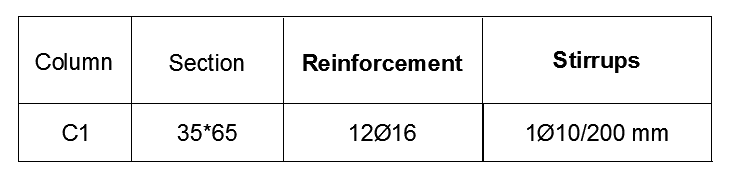 Column Section Reinforcement Stirrups
C1 35*65 12Ø16 1Ø10/200 mm